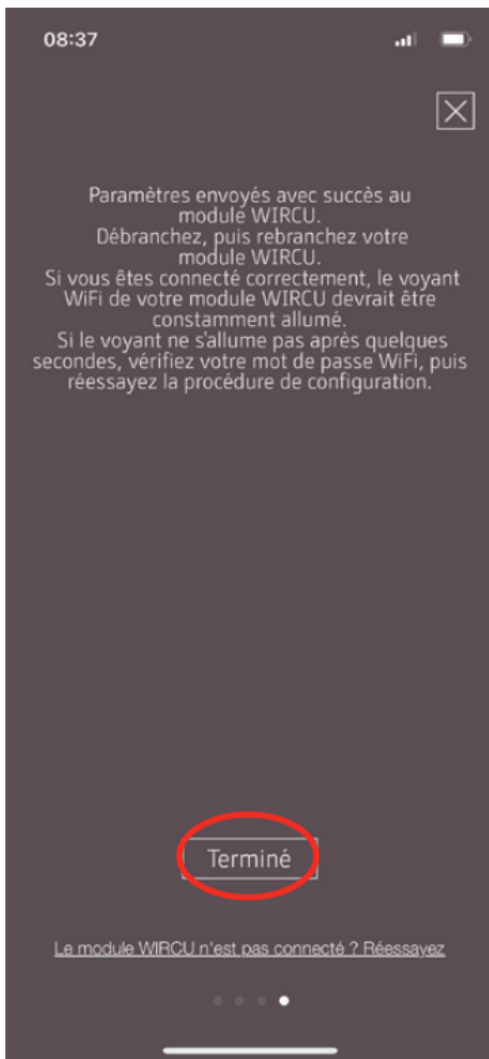 08:37
Paramètres envoyés avec succès au
module WIRCU.
Débranchez, puis rebranchez votre
module WIRCU.
Si vous êtes connecté correctement, le voyant
WiFi de votre module WIRCU devrait être
constamment allumé.
Si le voyant ne s'allume pas après quelques
secondes, vérifiez votre mot de passe WiFi, puis
réessayez la procédure de configuration.
Terminé
Le module WIRCU n'est pas connecté ? Réessayez